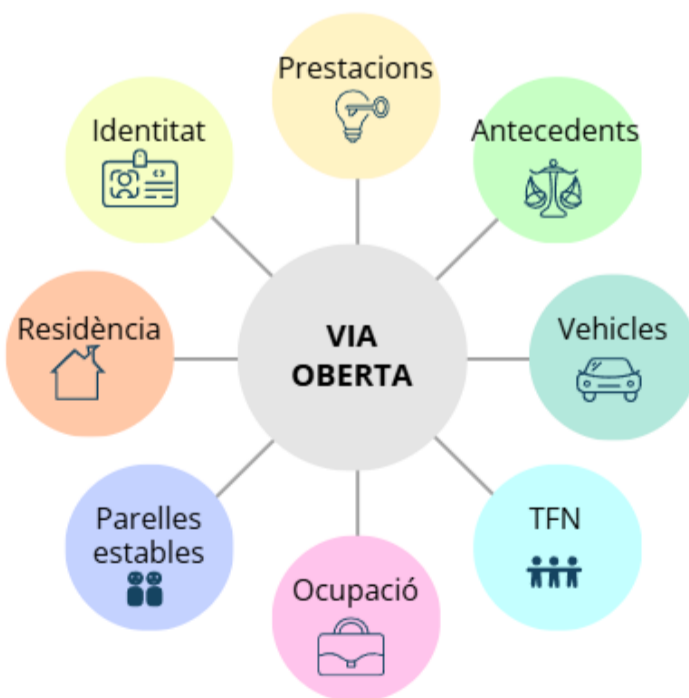 Prestacions
Identitat
Antecedents
Residència
VIA
OBERTA
Vehicles
Parelles
estables
TFN
Ocupació